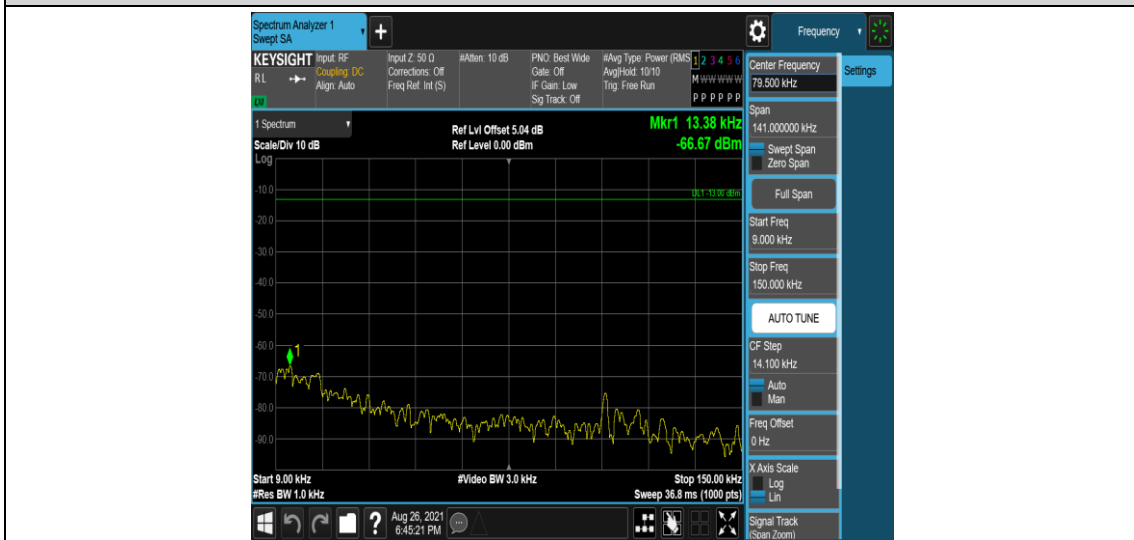 Spectrum Analyzer 1
Swept SA
+
Frequency
KEYSIGHT
RL
LXI
Input: RF
Coupling: DC
Align: Auto
Input Z: 50 Ω
Corrections: Off
Freq Ref: Int (S)
#Atten: 10 dB
PNO: Best Wide
Gate: Off
IF Gain: Low
Sig Track: Off
#Avg Type: Power (RMS
Avg|Hold: 10/10
Trig: Free Run
1 2 3 4 5 6
M W W W W W
P P P P P P
1 Spectrum
Scale/Div 10 dB
Ref Lvl Offset 5.04 dB
Ref Level 0.00 dBm
Mkr1 13.38 kHz
-66.67 dBm
Log
DL1 -13.00 dBm
-10.0
-20.0
-30.0
-40.0
-50.0
-60.0
1
-70.0
-80.0
-90.0
Start 9.00 kHz
#Res BW 1.0 kHz
#Video BW 3.0 kHz
Stop 150.00 kHz
Sweep 36.8 ms (1000 pts)
?
Aug 26, 2021
6:45:21 PM
Center Frequency
79.500 kHz
Settings
Span
141.000000 kHz
Swept Span
Zero Span
Full Span
Start Freq
9.000 kHz
Stop Freq
150.000 kHz
AUTO TUNE
CF Step
14.100 kHz
Auto
Man
Freq Offset
0 Hz
X Axis Scale
Log
Lin
Signal Track
(Span Zoom)